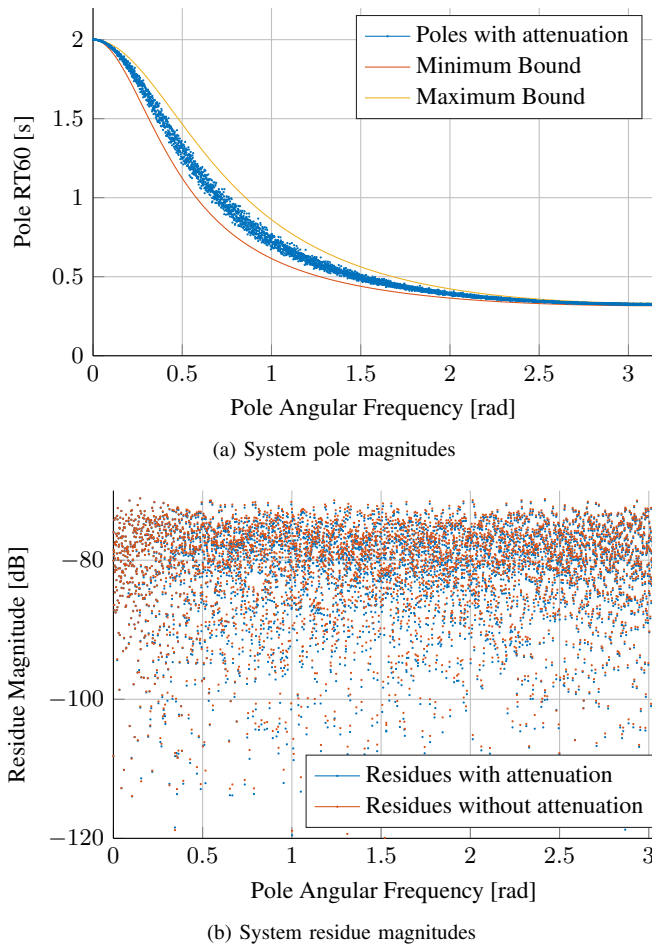 2
1.5
1
0.5
0
Pole RT60 [s]
Poles with attenuation
Minimum Bound
Maximum Bound
0 0.5 1 1.5 2 2.5 3
Pole Angular Frequency [rad]
(a) System pole magnitudes
−80
−100
−120
Residue Magnitude [dB]
Residues with attenuation
Residues without attenuation
0 0.5 1 1.5 2 2.5 3
Pole Angular Frequency [rad]
(b) System residue magnitudes